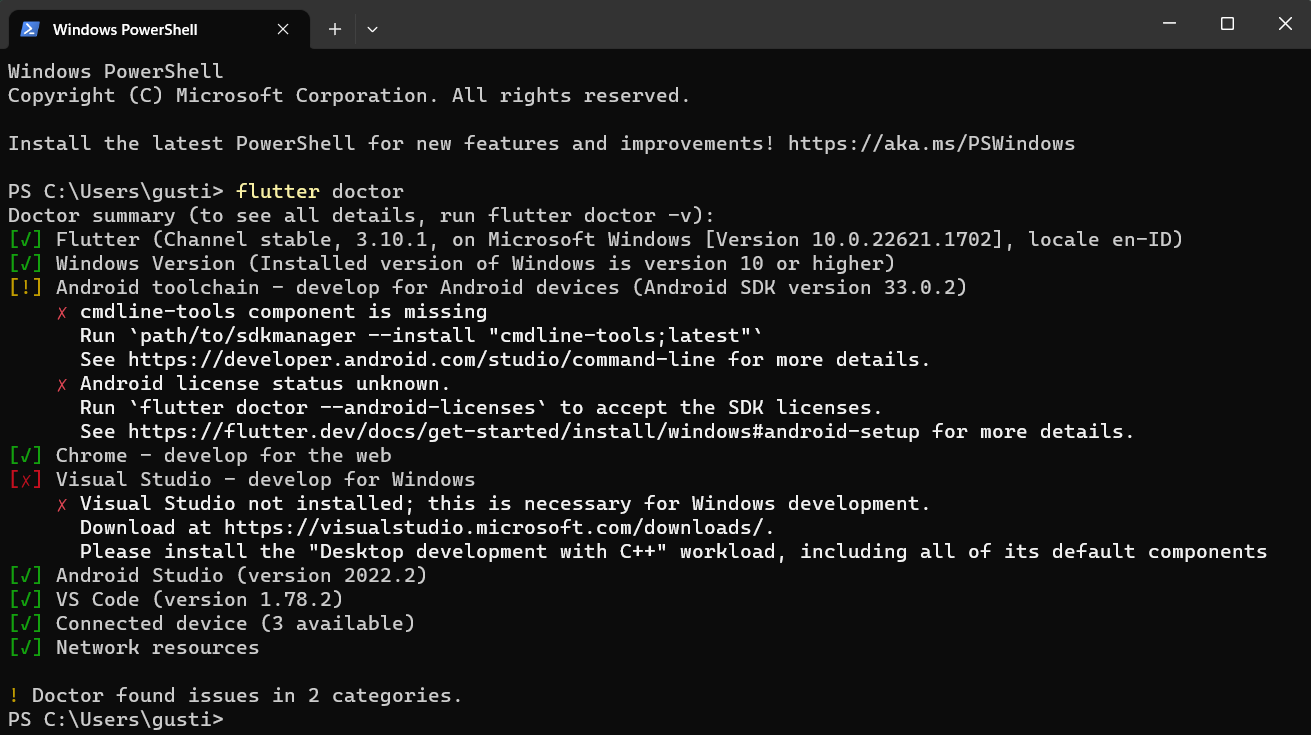 Windows PowerShell
Windows PowerShell
Copyright (C) Microsoft Corporation. All rights reserved.
Install the latest PowerShell for new features and improvements! https://aka.ms/PSWindows
PS C:\Users\gusti> flutter doctor
Doctor summary (to see all details, run flutter doctor -v):
[√] Flutter (Channel stable, 3.10.1, on Microsoft Windows [Version 10.0.22621.1702], locale en-ID)
[√] Windows Version (Installed version of Windows is version 10 or higher)
[!] Android toolchain - develop for Android devices (Android SDK version 33.0.2)
    ✗ cmdline-tools component is missing
      Run `path/to/sdkmanager --install "cmdline-tools;latest"`
      See https://developer.android.com/studio/command-line for more details.
    ✗ Android license status unknown.
      Run `flutter doctor --android-licenses` to accept the SDK licenses.
      See https://flutter.dev/docs/get-started/install/windows#android-setup for more details.
[√] Chrome - develop for the web
[✗] Visual Studio - develop for Windows
    ✗ Visual Studio not installed; this is necessary for Windows development.
      Download at https://visualstudio.microsoft.com/downloads/.
      Please install the "Desktop development with C++" workload, including all of its default components
[√] Android Studio (version 2022.2)
[√] VS Code (version 1.78.2)
[√] Connected device (3 available)
[√] Network resources
! Doctor found issues in 2 categories.
PS C:\Users\gusti>